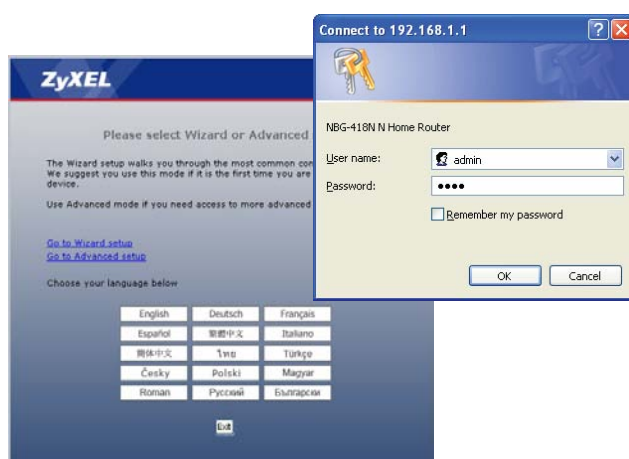 Connect to 192.168.1.1
NBG-418N N Home Router
User name:
admin
Password:
Remember my password
OK
Cancel
ZyXEL
Please select Wizard or Advanced
The Wizard setup walks you through the most common con
We suggest you use this mode if it is the first time you are
device.
Use Advanced mode if you need access to more advanced
Go to Wizard setup
Go to Advanced setup
Choose your language below
English Deutsch Français
Español 繁體中文 Italiano
简体中文 ไทย Türkçe
Česky Polski Magyar
Roman Русский Български
Exit